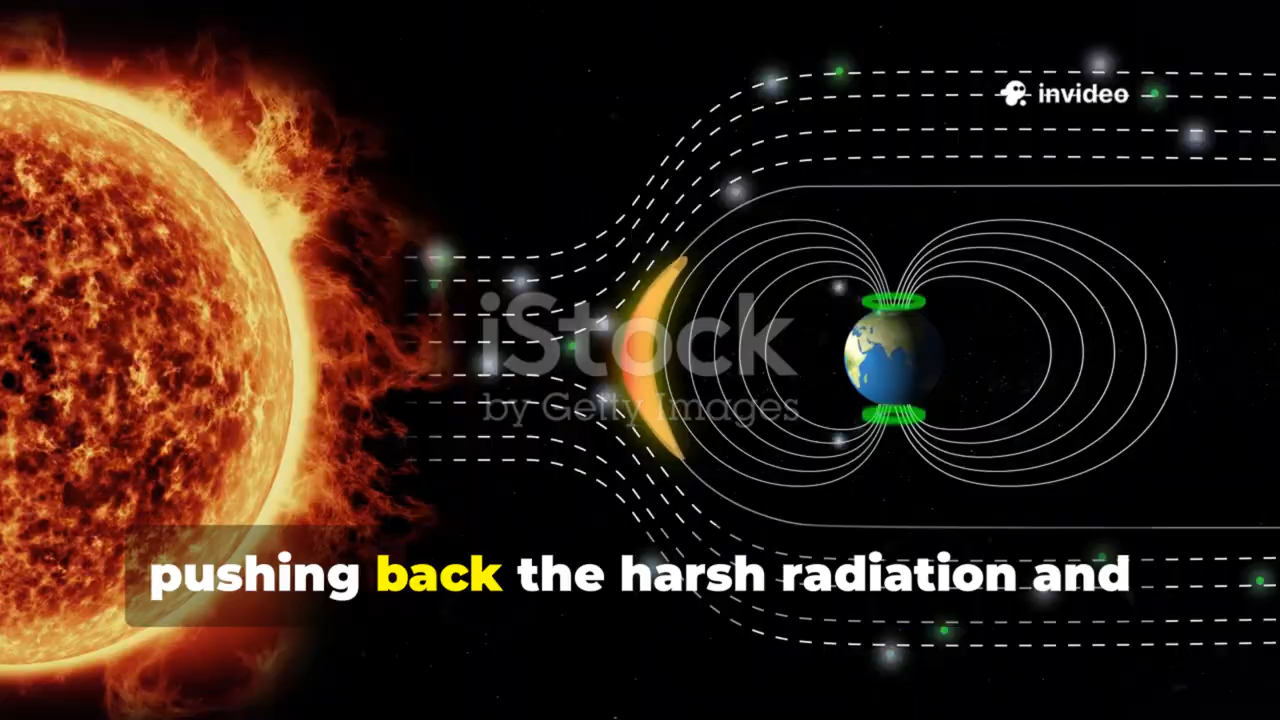 invideo
iStock
by Getty Images
pushing back the harsh radiation and